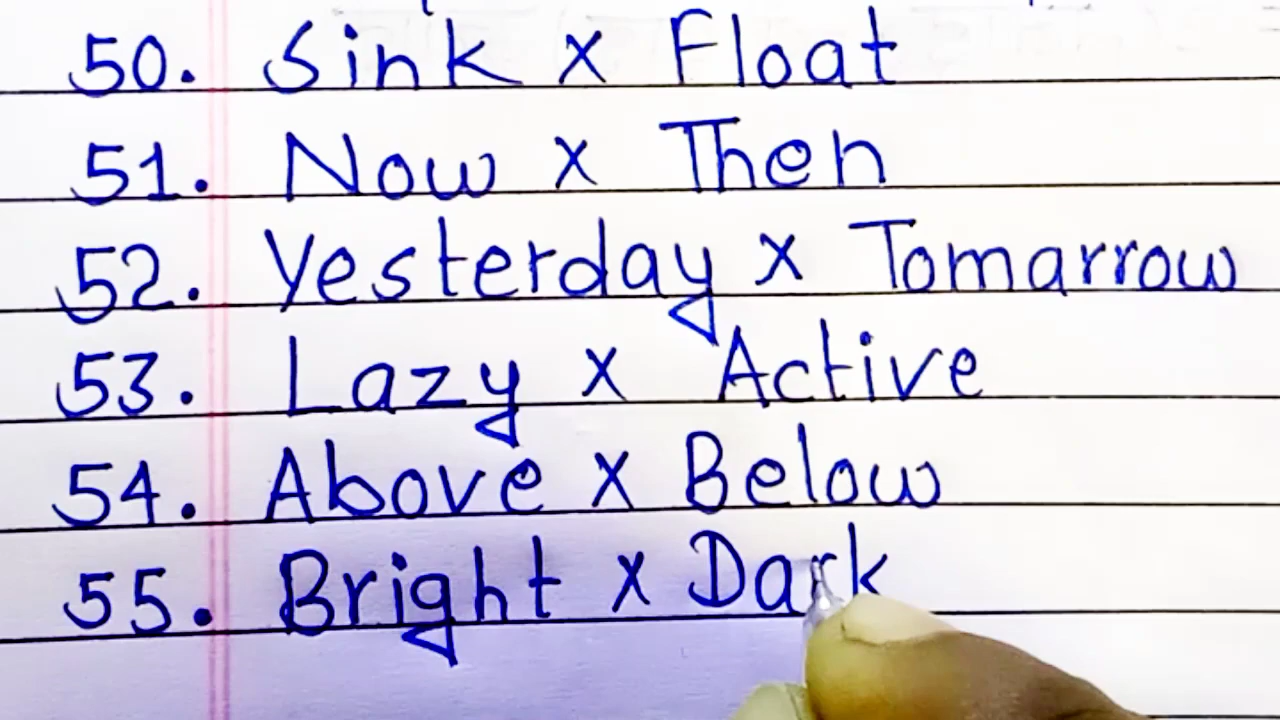 50. Sink x Float
51. Now x Then
52. Yesterday x Tomarrow
53. Lazy x Active
54. Above x Below
55. Bright x Dark